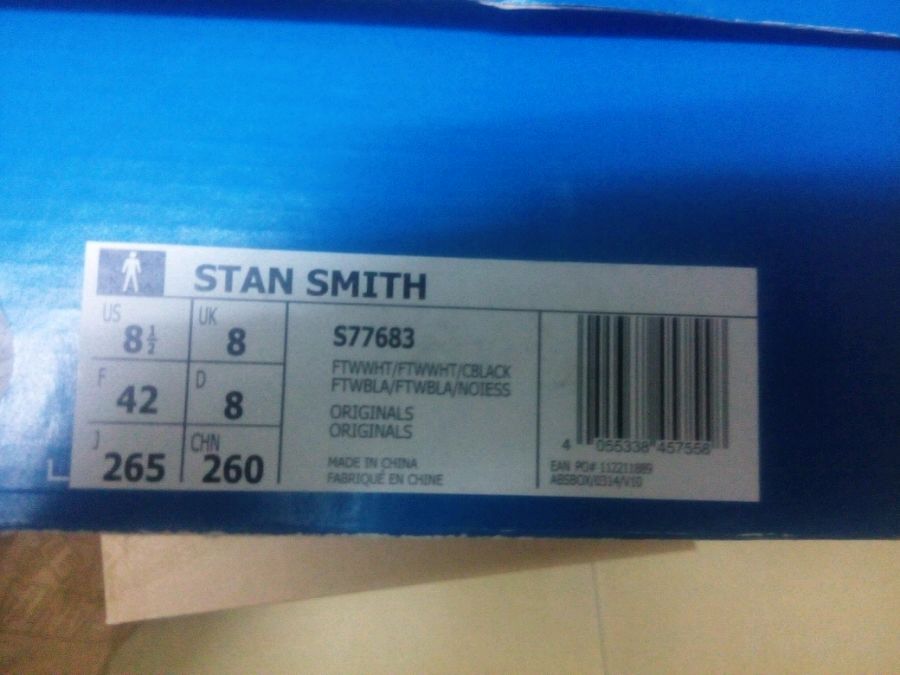 STAN SMITH
US 8½ UK 8
F 42 D 8
J 265 CHN 260
S77683
FTWWHT/FTWWHT/CBLACK
FTWBLA/FTWBLA/NOIESS
ORIGINALS
ORIGINALS
MADE IN CHINA
FABRIQUÉ EN CHINE
4 055338 457558
EAN PO# 112211889
ABSBOX/0314/V10